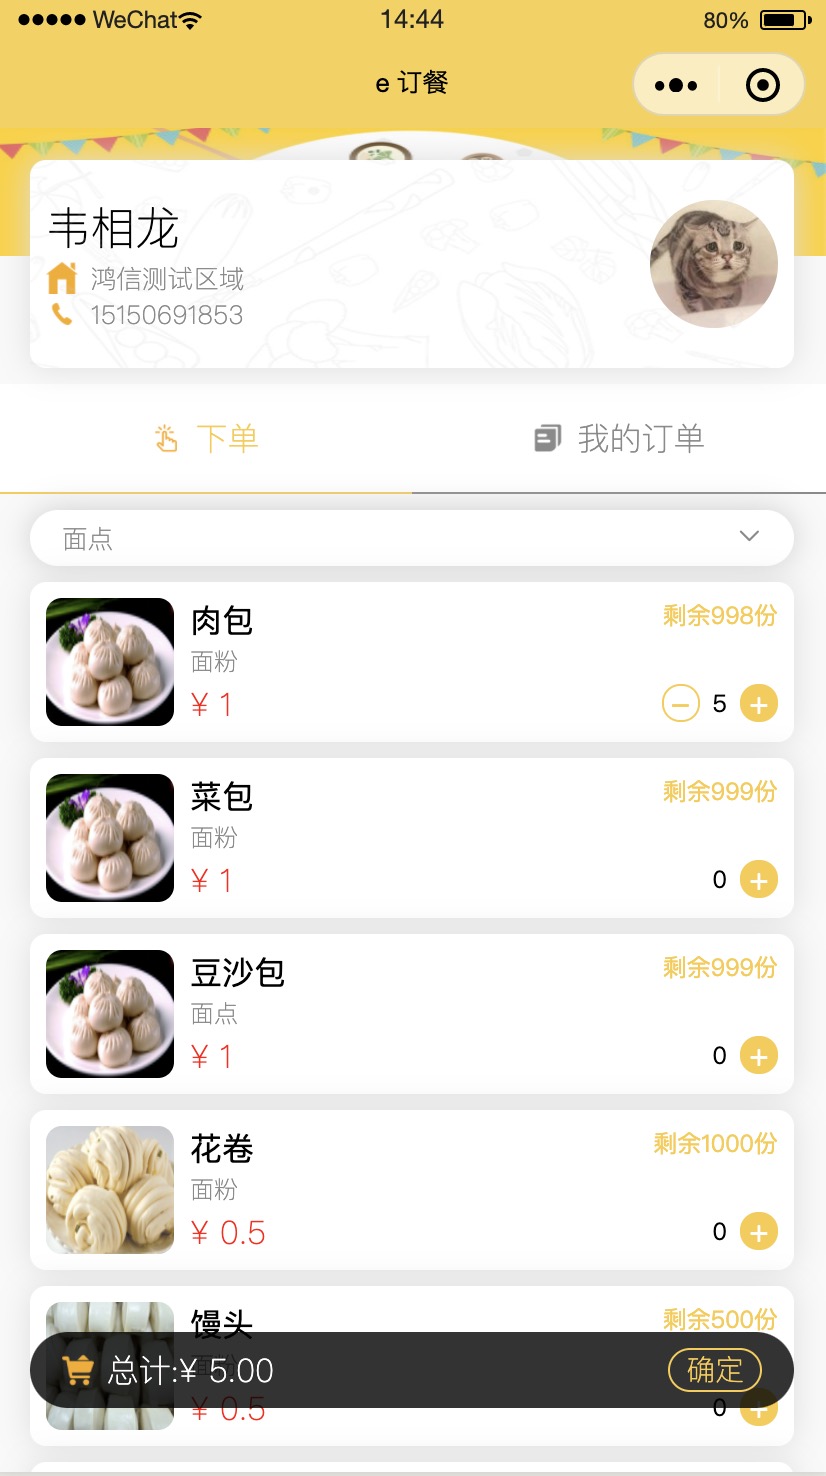 WeChat 14:44 80%
e 订餐
韦相龙
鸿信测试区域
15150691853
下单 我的订单
面点
肉包 剩余998份
面粉
¥ 1 5
菜包 剩余999份
面粉
¥ 1 0
豆沙包 剩余999份
面点
¥ 1 0
花卷 剩余1000份
面粉
¥ 0.5 0
馒头 剩余500份
面粉
总计:¥ 5.00 确定
¥ 0.5 0